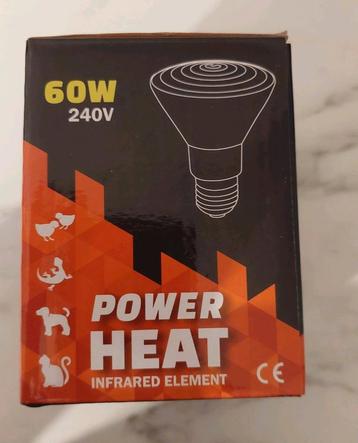 60W
240V
POWER
HEAT
INFRARED ELEMENT
CE